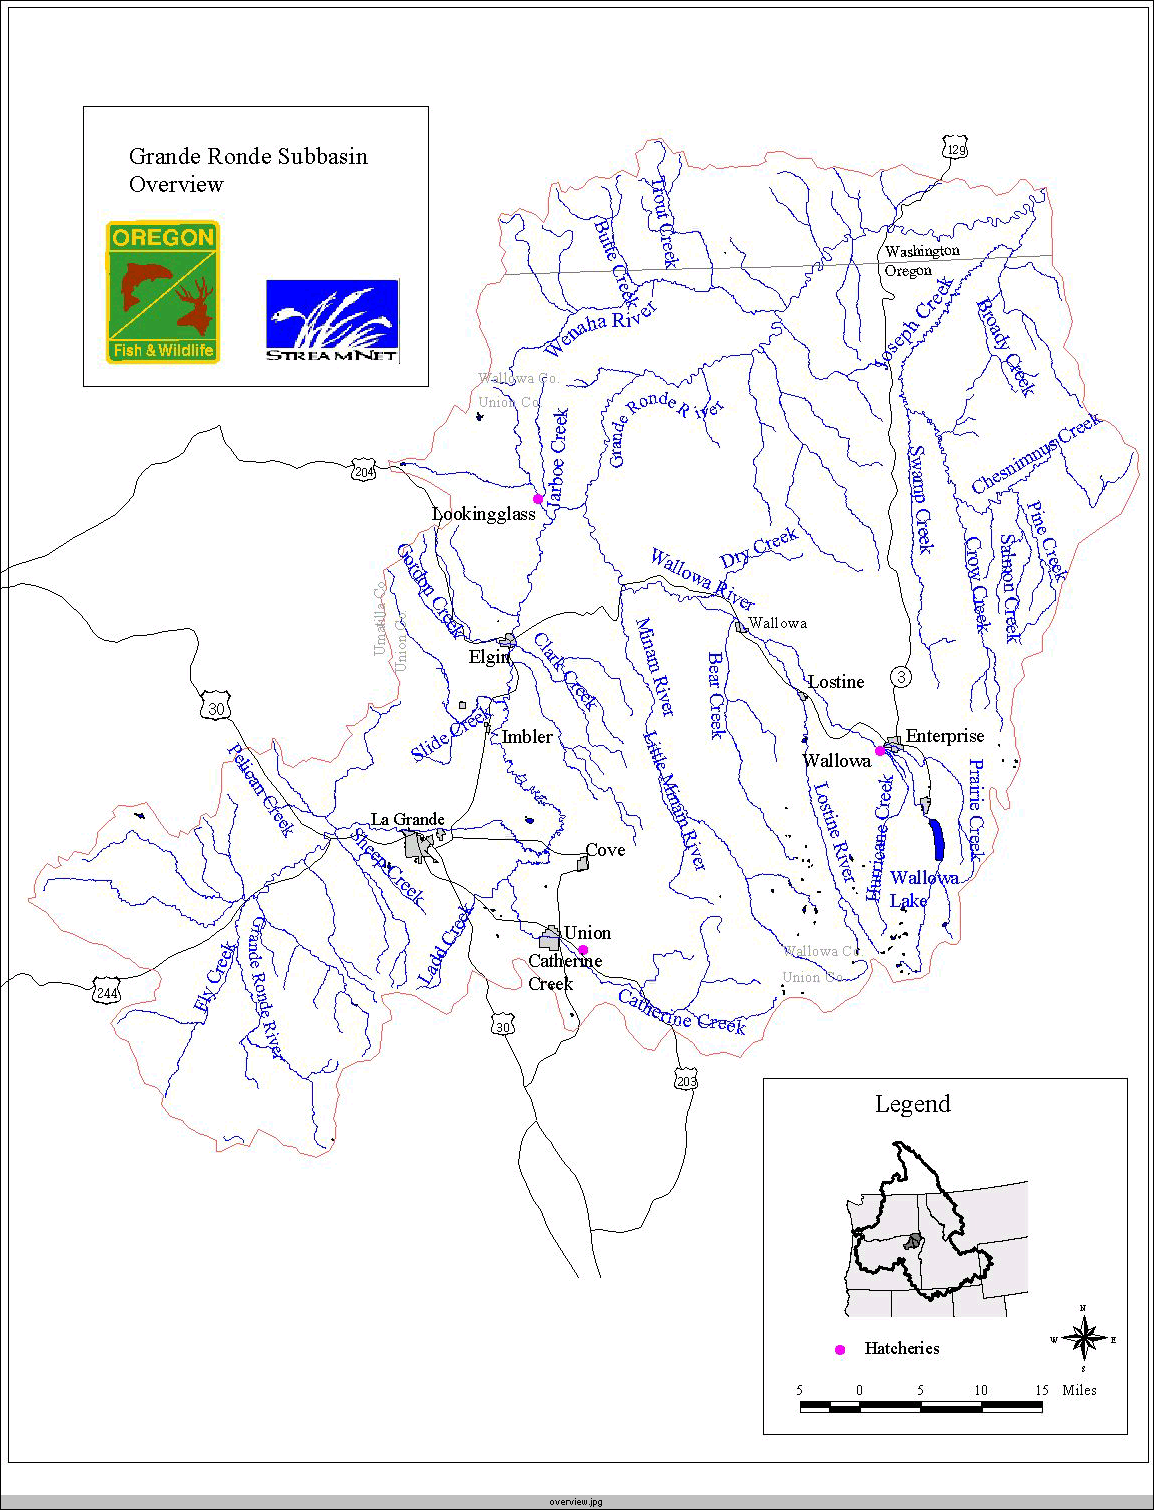 Grande Ronde Subbasin
Overview
OREGON
Fish & Wildlife
STREAMNET
129
Washington
Oregon
Trout Creek
Butte Creek
Wenaha River
Joseph Creek
Broady Creek
Wallowa Co.
Union Co.
Grande Ronde River
Jarboe Creek
Chesnimnus Creek
204
Lookingglass
Swamp Creek
Pine Creek
Salmon Creek
Crow Creek
Dry Creek
Wallowa River
Gordon Creek
Umatilla Co.
Union Co.
Wallowa
Elgin
Clark Creek
Minam River
Bear Creek
Lostine
3
30
Slide Creek
Imbler
Enterprise
Wallowa
Pelican Creek
Little Minam River
Lostine River
Hurricane Creek
Prairie Creek
La Grande
Sheep Creek
Cove
Wallowa
Lake
Ladd Creek
Union
Catherine
Creek
Wallowa Co.
Union Co.
Fly Creek
Grande Ronde River
244
Catherine Creek
30
203
Legend
N
W
E
S
Hatcheries
5 0 5 10 15 Miles
overview.jpg